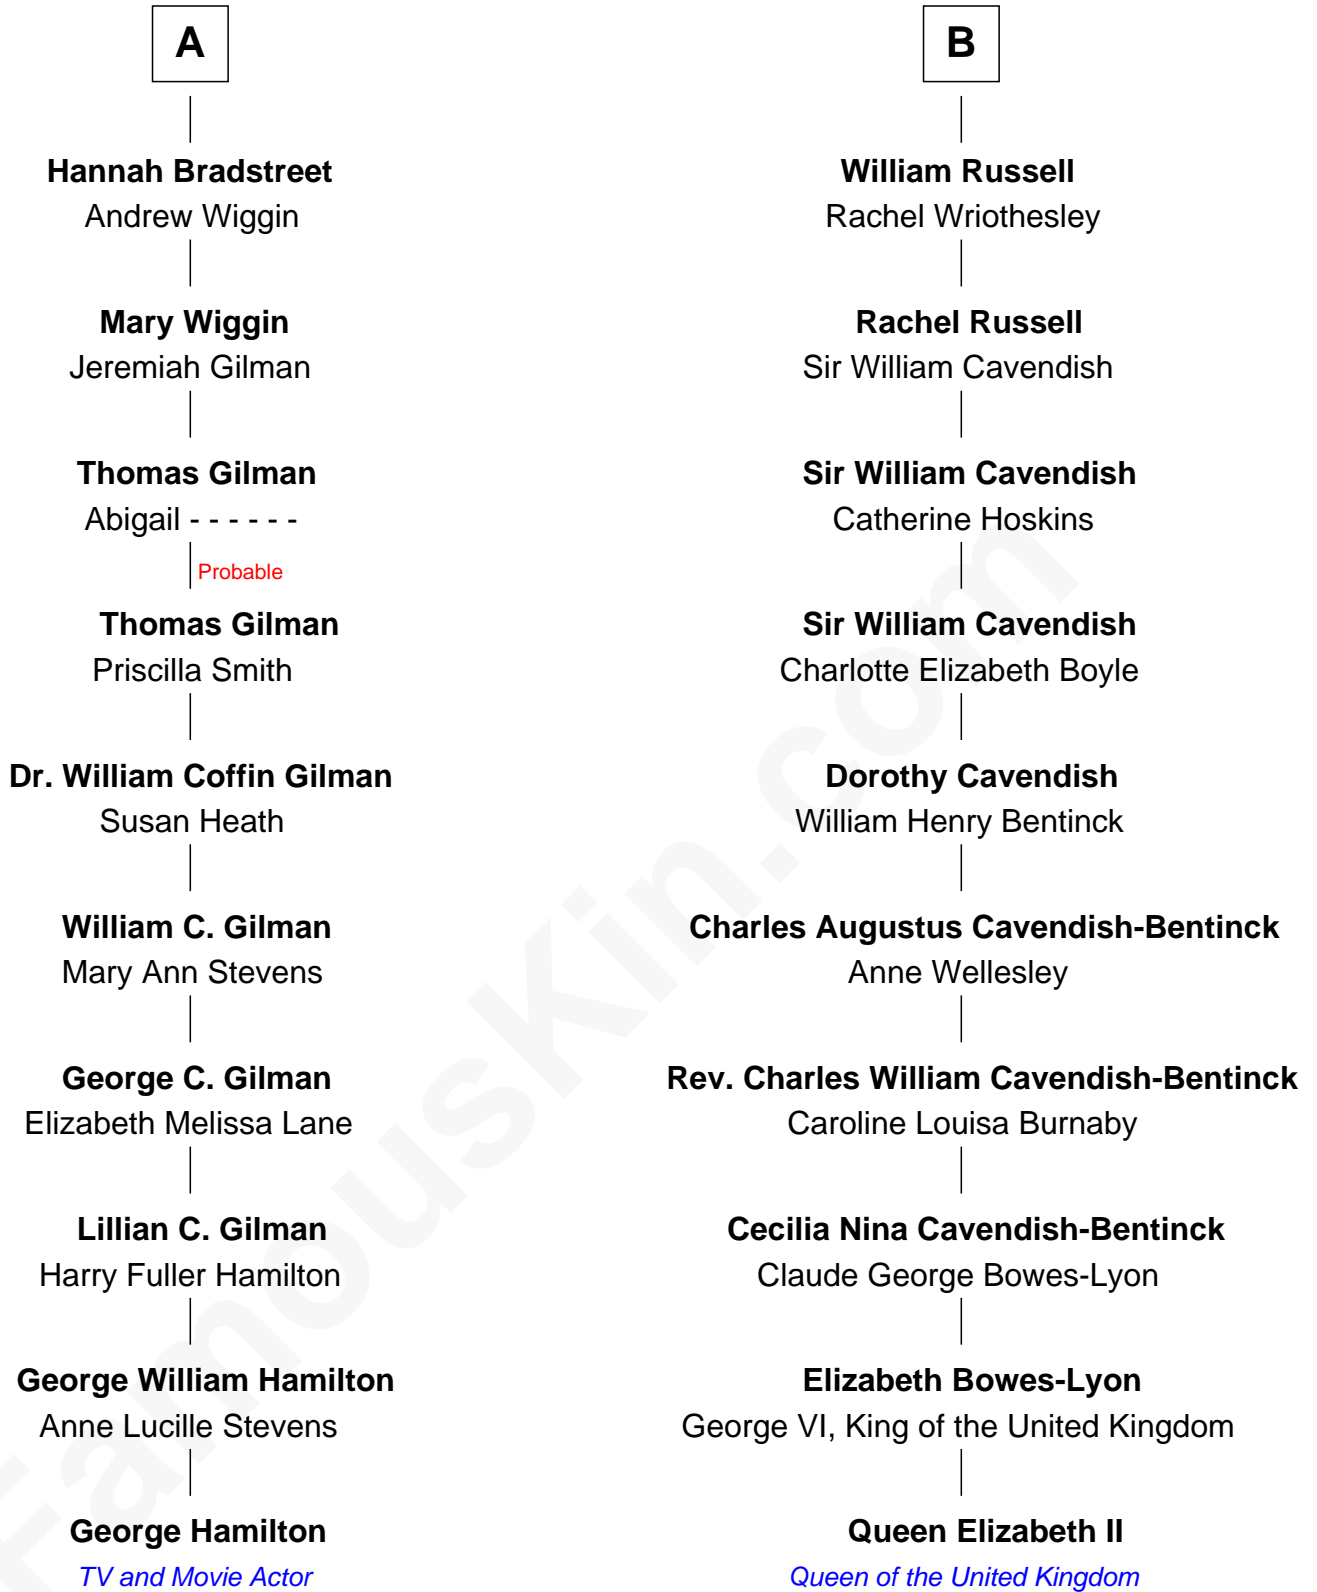 A
Hannah Bradstreet
Andrew Wiggin
Mary Wiggin
Jeremiah Gilman
Thomas Gilman
Abigail - - - - - -
Probable
Thomas Gilman
Priscilla Smith
Dr. William Coffin Gilman
Susan Heath
William C. Gilman
Mary Ann Stevens
George C. Gilman
Elizabeth Melissa Lane
Lillian C. Gilman
Harry Fuller Hamilton
George William Hamilton
Anne Lucille Stevens
George Hamilton
TV and Movie Actor
B
William Russell
Rachel Wriothesley
Rachel Russell
Sir William Cavendish
Sir William Cavendish
Catherine Hoskins
Sir William Cavendish
Charlotte Elizabeth Boyle
Dorothy Cavendish
William Henry Bentinck
Charles Augustus Cavendish-Bentinck
Anne Wellesley
Rev. Charles William Cavendish-Bentinck
Caroline Louisa Burnaby
Cecilia Nina Cavendish-Bentinck
Claude George Bowes-Lyon
Elizabeth Bowes-Lyon
George VI, King of the United Kingdom
Queen Elizabeth II
Queen of the United Kingdom
FamousKin.com